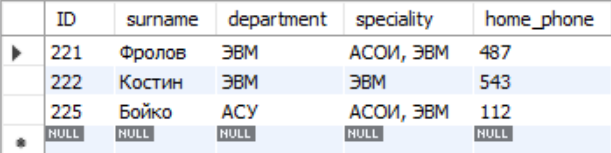 ID surname department speciality home_phone
221 Фролов ЭВМ АСОИ, ЭВМ 487
222 Костин ЭВМ ЭВМ 543
225 Бойко АСУ АСОИ, ЭВМ 112
NULL NULL NULL NULL NULL